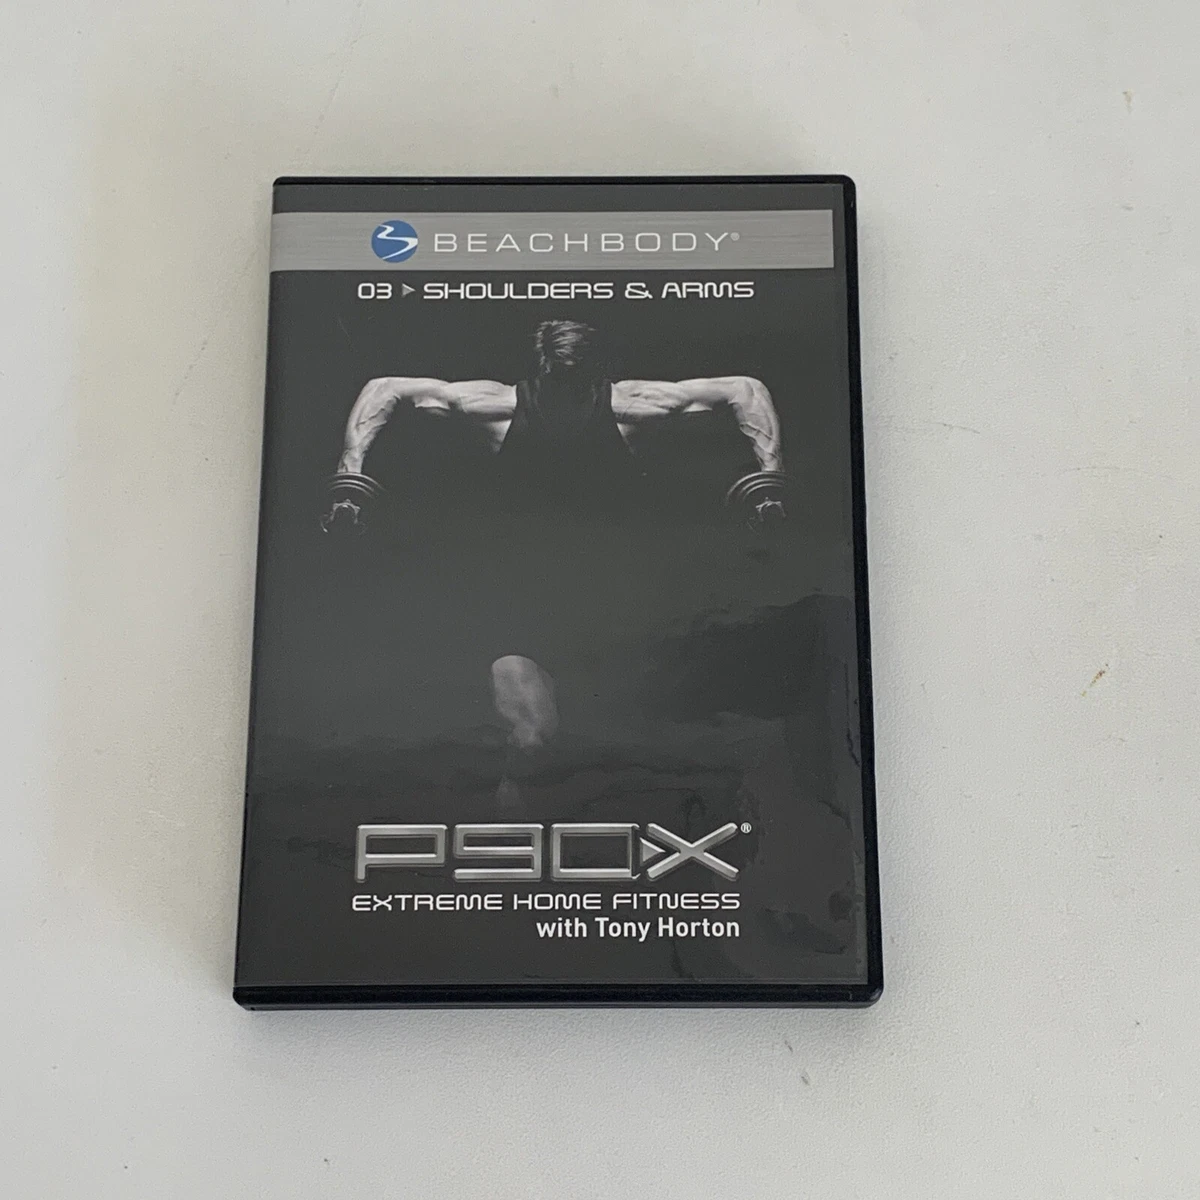 BEACHBODY®
03 ▶ SHOULDERS & ARMS
P90X®
EXTREME HOME FITNESS
with Tony Horton